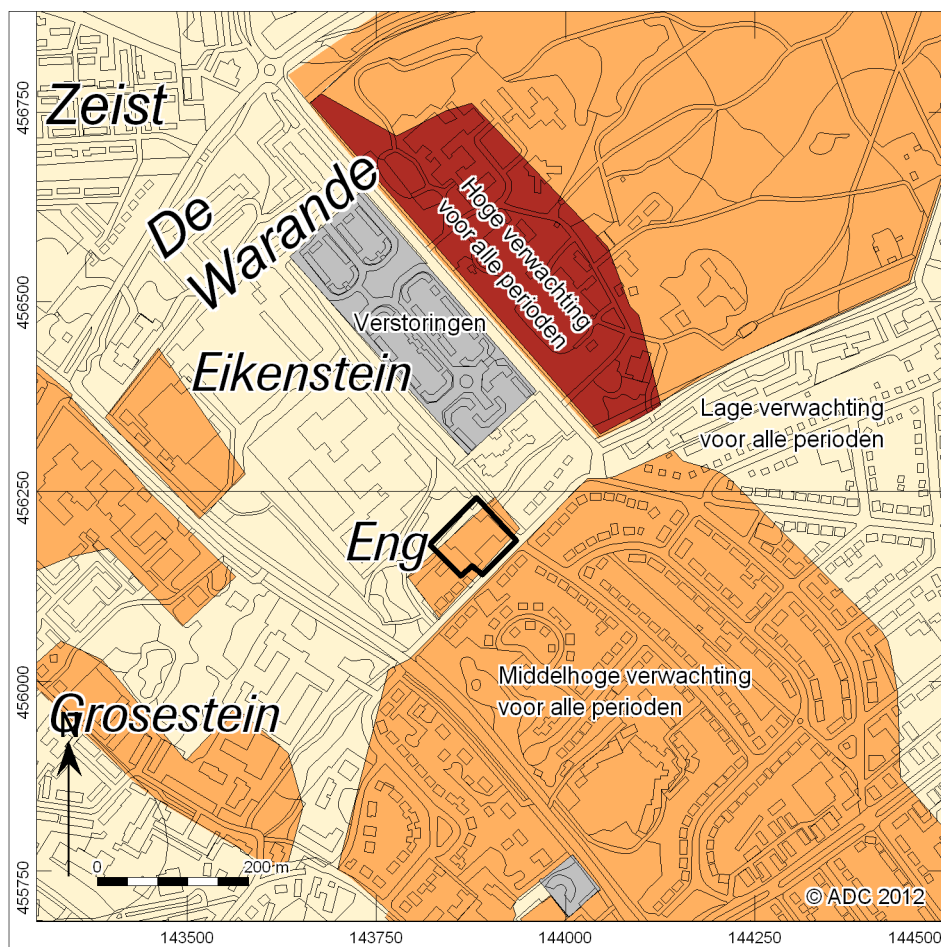 Zeist
De
Warande
Hoge verwachting
voor alle perioden
Verstoringen
Eikenstein
Lage verwachting
voor alle perioden
Eng
Middelhoge verwachting
voor alle perioden
Grosestein
N
0 200 m
© ADC 2012
456750
456500
456250
456000
455750
143500 143750 144000 144250 144500